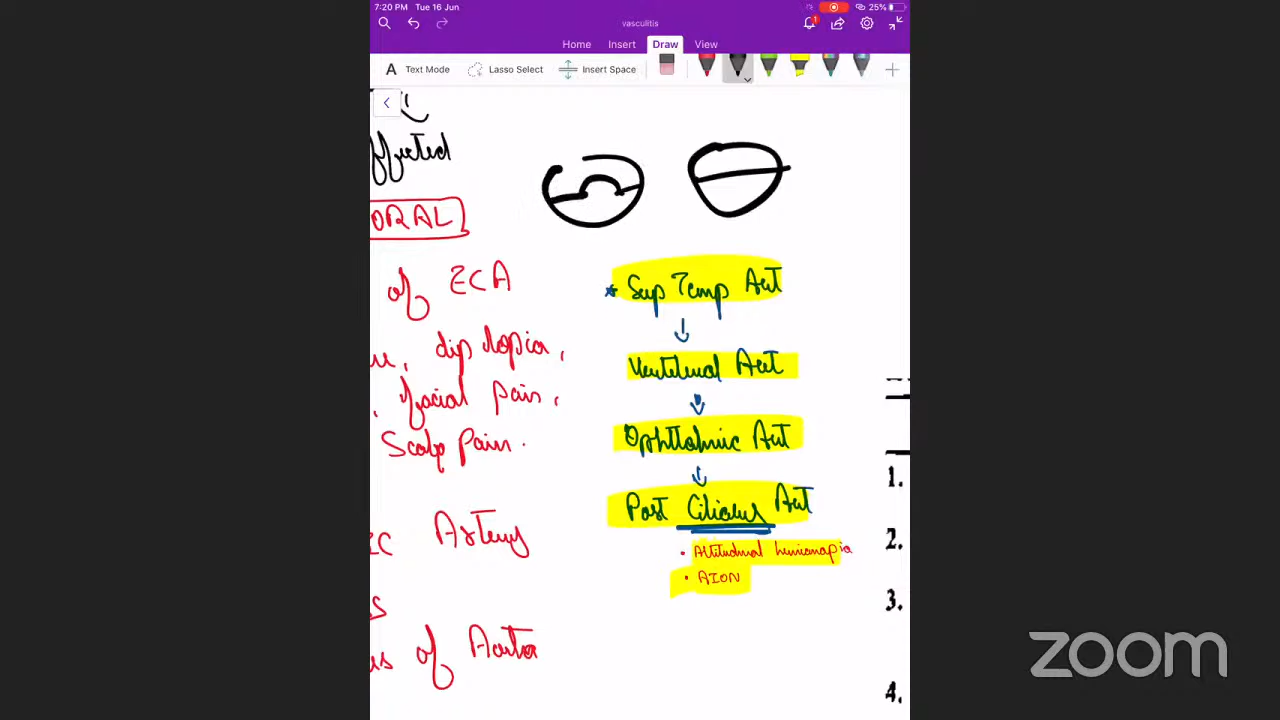 7:20 PM Tue 16 Jun
25%
vasculitis
Home Insert Draw View
A Text Mode Lasso Select Insert Space
ffected
ORAL
of ECA
diplopia,
, facial pain,
Scalp Pain.
Artery
of Aorta
* Sup Temp Art
↓
Vertebral Art
↓
Ophthalmic Art
↓
Post Ciliary Art
• Altitudinal hemianopia
• AION
1.
2.
3.
4.
zoom